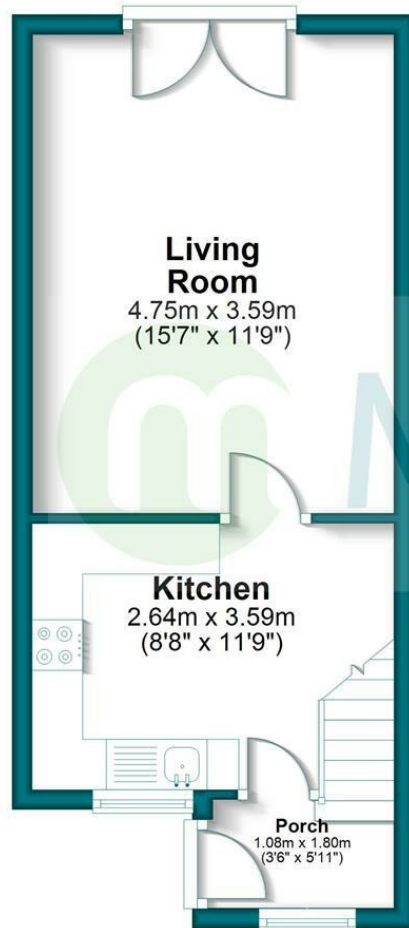 Living
Room
4.75m x 3.59m
(15'7" x 11'9")
Kitchen
2.64m x 3.59m
(8'8" x 11'9")
Porch
1.08m x 1.80m
(3'6" x 5'11")